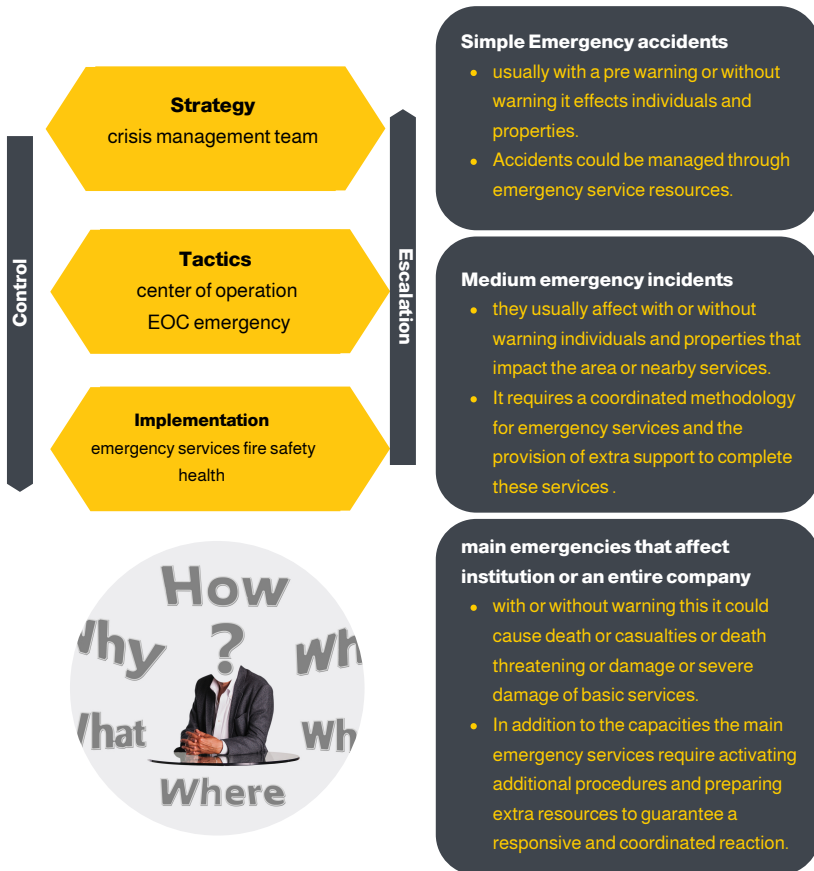 Strategy
crisis management team
Tactics
center of operation
EOC emergency
Implementation
emergency services fire safety
health
Control
Escalation
How
?
Why
What
Where
Simple Emergency accidents
• usually with a pre warning or without
warning it effects individuals and
properties.
• Accidents could be managed through
emergency service resources.
Medium emergency incidents
• they usually affect with or without
warning individuals and properties that
impact the area or nearby services.
• It requires a coordinated methodology
for emergency services and the
provision of extra support to complete
these services .
main emergencies that affect
institution or an entire company
• with or without warning this it could
cause death or casualties or death
threatening or damage or severe
damage of basic services.
• In addition to the capacities the main
emergency services require activating
additional procedures and preparing
extra resources to guarantee a
responsive and coordinated reaction.